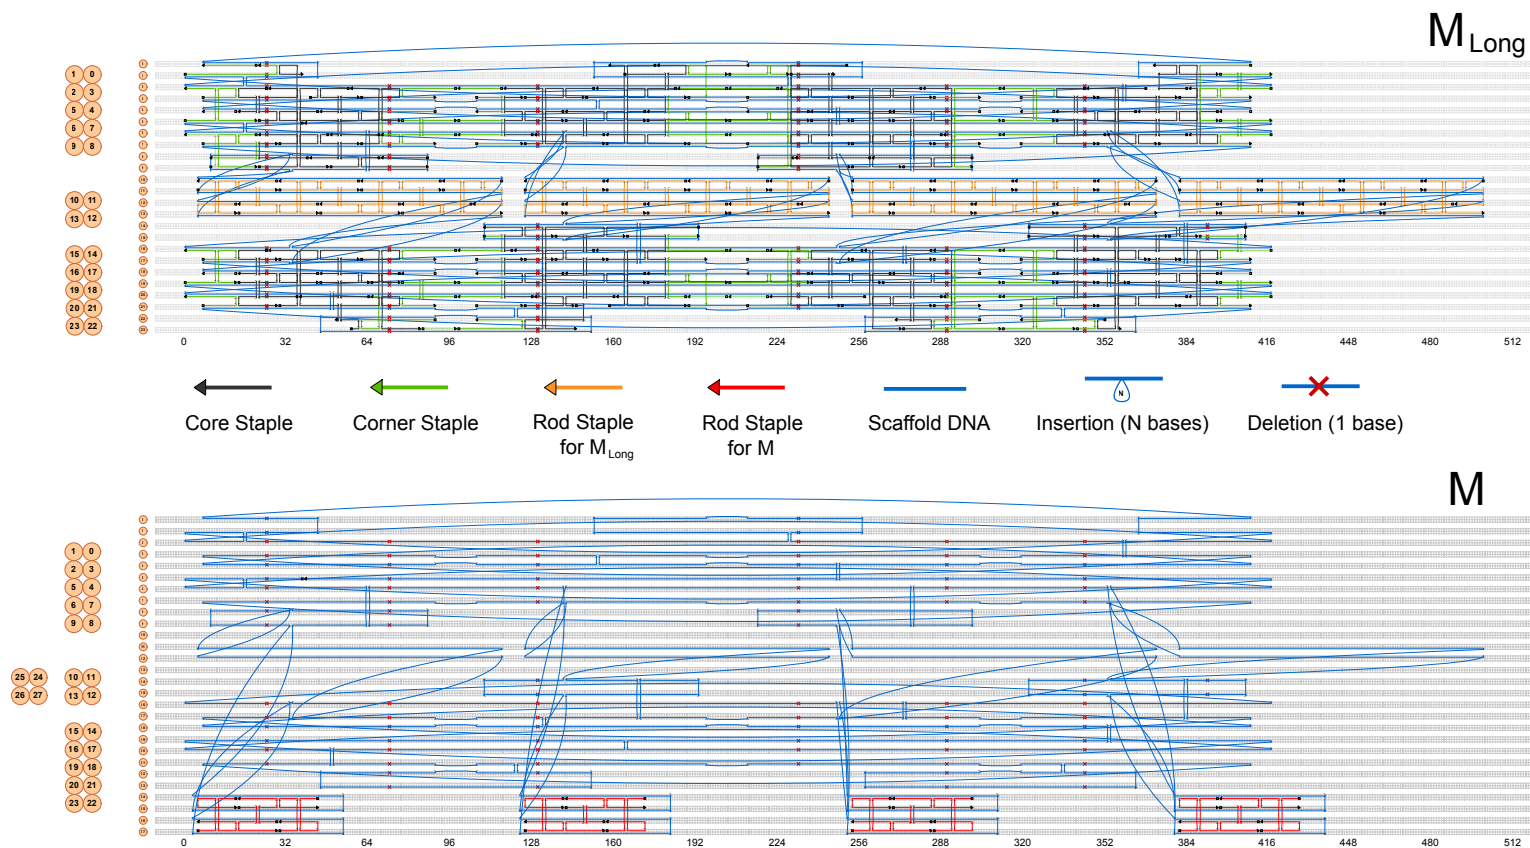 M Long
1 0
2 3
5 4
6 7
9 8
10 11
13 12
15 14
16 17
19 18
20 21
23 22
0 32 64 96 128 160 192 224 256 288 320 352 384 416 448 480 512
Core Staple
Corner Staple
Rod Staple
for M Long
Rod Staple
for M
Scaffold DNA
Insertion (N bases)
Deletion (1 base)
N
M
1 0
2 3
5 4
6 7
9 8
25 24 10 11
26 27 13 12
15 14
16 17
19 18
20 21
23 22
0 32 64 96 128 160 192 224 256 288 320 352 384 416 448 480 512